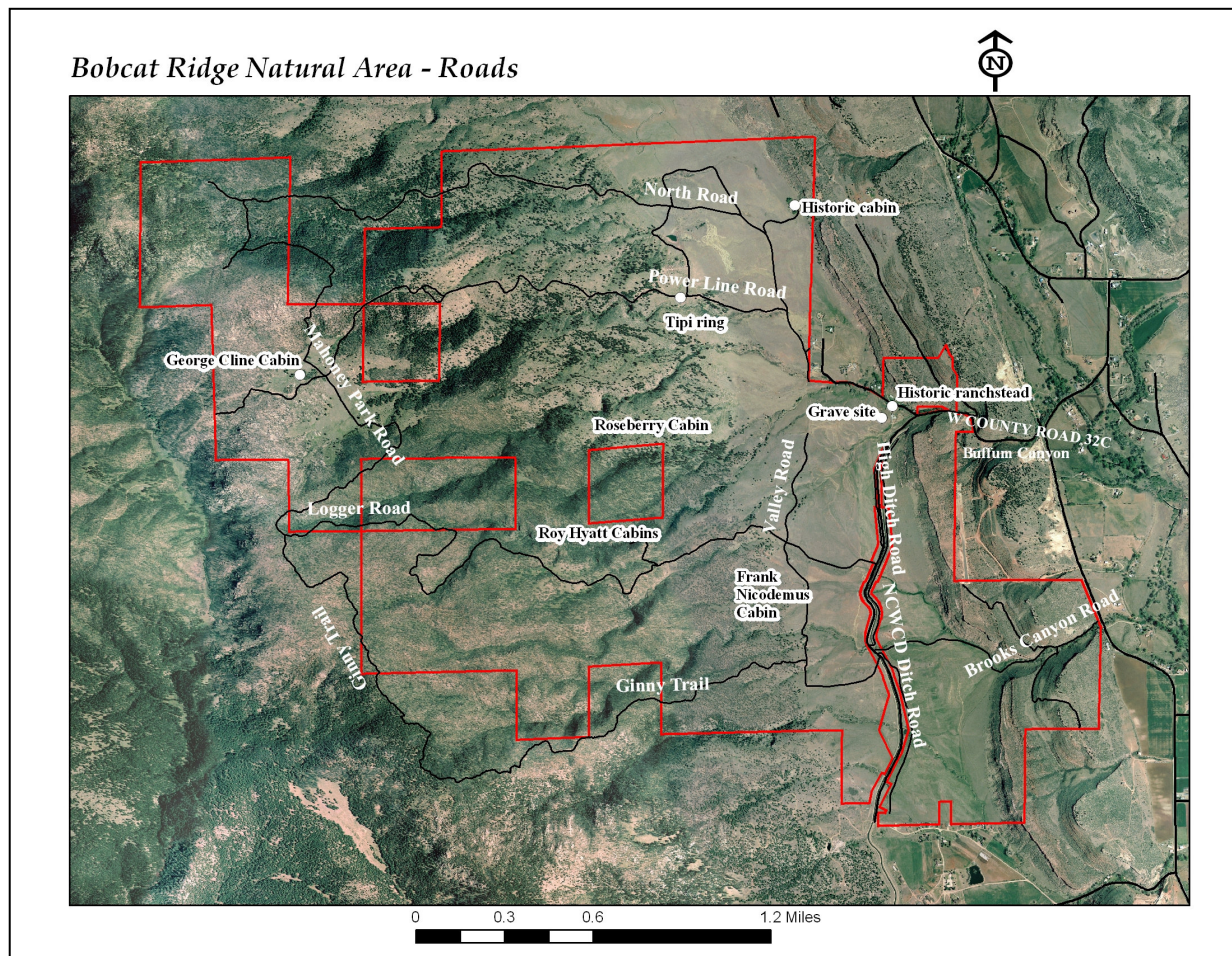 Bobcat Ridge Natural Area - Roads
N
North Road
Historic cabin
Power Line Road
Tipi ring
George Cline Cabin
Mahoney Park Road
Historic ranchstead
Grave site
W COUNTY ROAD 32C
Buffum Canyon
Roseberry Cabin
Valley Road
High Ditch Road
Logger Road
Roy Hyatt Cabins
Frank
Nicodemus
Cabin
NCWCD Ditch Road
Brooks Canyon Road
Ginny Trail
Ginny Trail
0 0.3 0.6 1.2 Miles